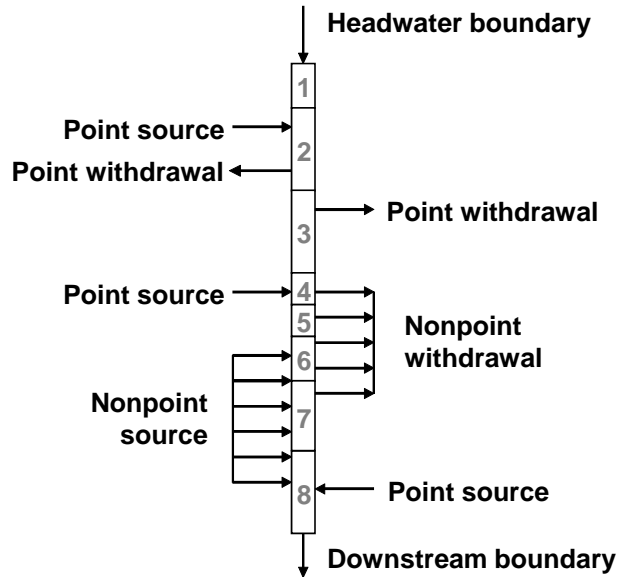 Headwater boundary
1
Point source
2
Point withdrawal
Point withdrawal
3
Point source
4
5
Nonpoint
withdrawal
6
Nonpoint
source
7
8
Point source
Downstream boundary